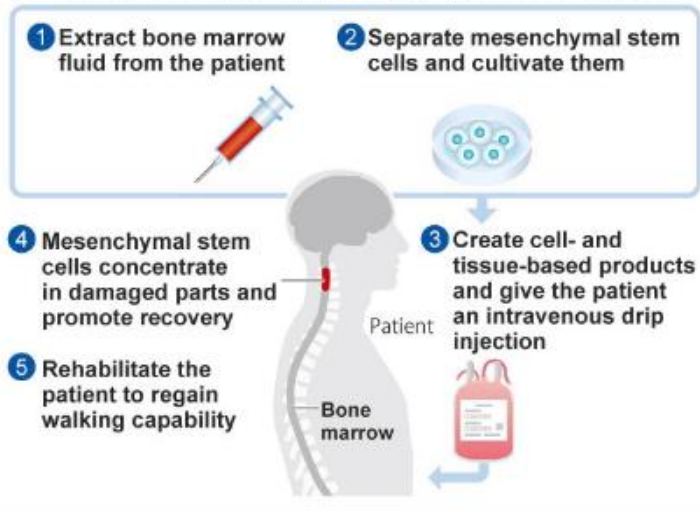 1 Extract bone marrow
fluid from the patient
2 Separate mesenchymal stem
cells and cultivate them
3 Create cell- and
tissue-based products
and give the patient
an intravenous drip
injection
4 Mesenchymal stem
cells concentrate
in damaged parts and
promote recovery
5 Rehabilitate the
patient to regain
walking capability
Patient
Bone
marrow